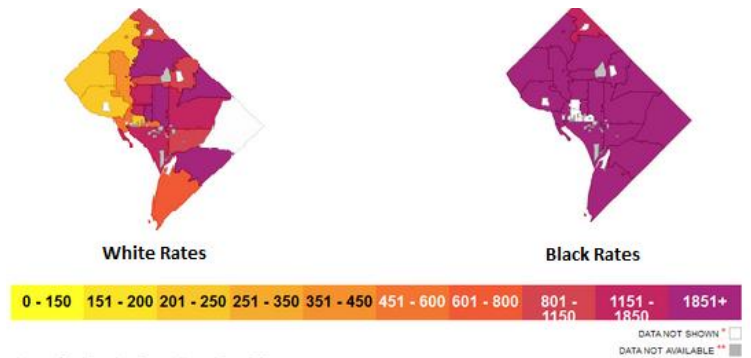 White Rates
Black Rates
0 - 150 151 - 200 201 - 250 251 - 350 351 - 450 451 - 600 601 - 800 801 - 1150 1151 - 1850 1851+
DATA NOT SHOWN *
DATA NOT AVAILABLE **